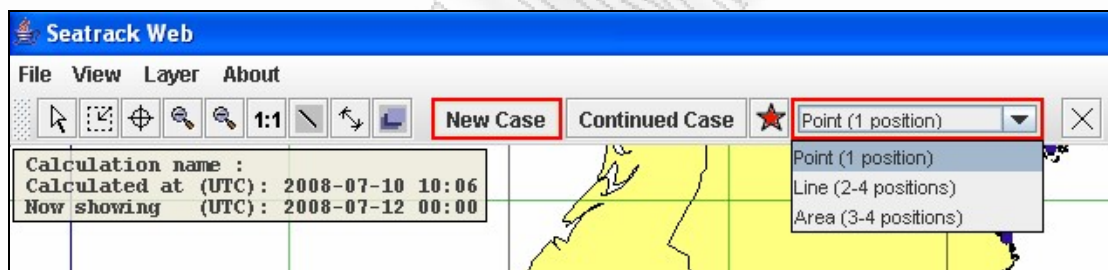 Seatrack Web
File View Layer About
1:1 New Case Continued Case Point (1 position)
Point (1 position)
Line (2-4 positions)
Area (3-4 positions)
Calculation name :
Calculated at (UTC): 2008-07-10 10:06
Now showing (UTC): 2008-07-12 00:00